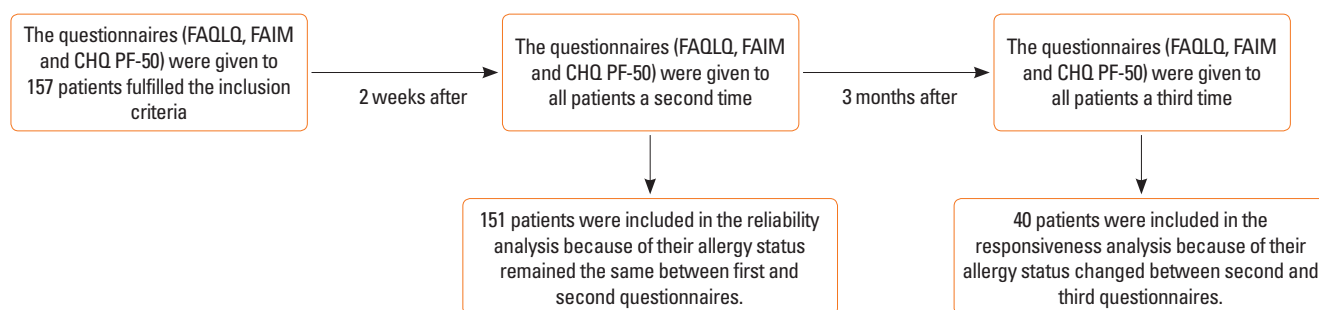 The questionnaires (FAQLQ, FAIM
and CHQ PF-50) were given to
157 patients fulfilled the inclusion
criteria
2 weeks after
The questionnaires (FAQLQ, FAIM
and CHQ PF-50) were given to
all patients a second time
3 months after
The questionnaires (FAQLQ, FAIM
and CHQ PF-50) were given to
all patients a third time
151 patients were included in the reliability
analysis because of their allergy status
remained the same between first and
second questionnaires.
40 patients were included in the
responsiveness analysis because of their
allergy status changed between second and
third questionnaires.